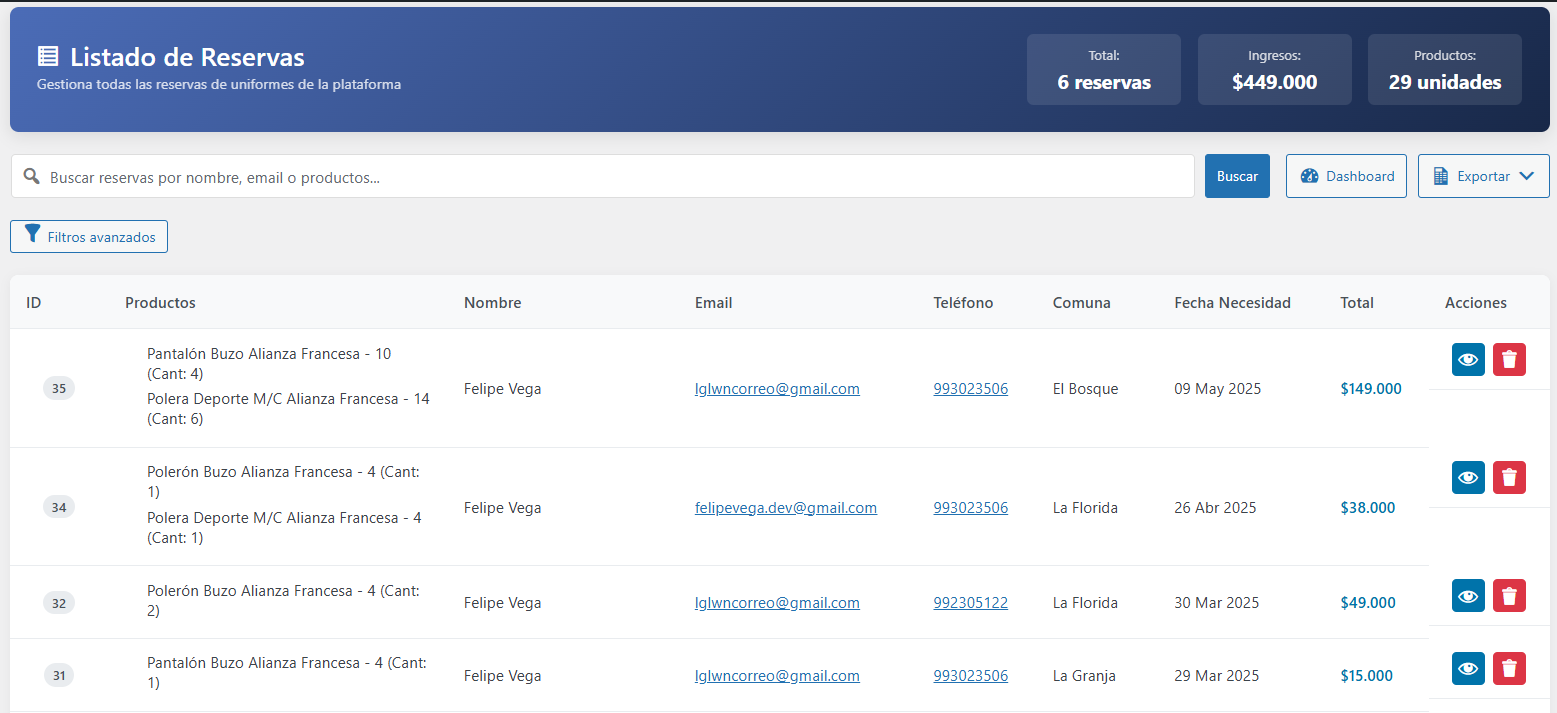 Listado de Reservas
Gestiona todas las reservas de uniformes de la plataforma
Total:
6 reservas
Ingresos:
$449.000
Productos:
29 unidades
Buscar reservas por nombre, email o productos...
Buscar
Dashboard
Exportar
Filtros avanzados
ID Productos Nombre Email Teléfono Comuna Fecha Necesidad Total Acciones
35
Pantalón Buzo Alianza Francesa - 10
(Cant: 4)
Polera Deporte M/C Alianza Francesa - 14
(Cant: 6)
Felipe Vega lglwncorreo@gmail.com 993023506 El Bosque 09 May 2025 $149.000
34
Polerón Buzo Alianza Francesa - 4 (Cant:
1)
Polera Deporte M/C Alianza Francesa - 4
(Cant: 1)
Felipe Vega felipevega.dev@gmail.com 993023506 La Florida 26 Abr 2025 $38.000
32
Polerón Buzo Alianza Francesa - 4 (Cant:
2)
Felipe Vega lglwncorreo@gmail.com 992305122 La Florida 30 Mar 2025 $49.000
31
Pantalón Buzo Alianza Francesa - 4 (Cant:
1)
Felipe Vega lglwncorreo@gmail.com 993023506 La Granja 29 Mar 2025 $15.000